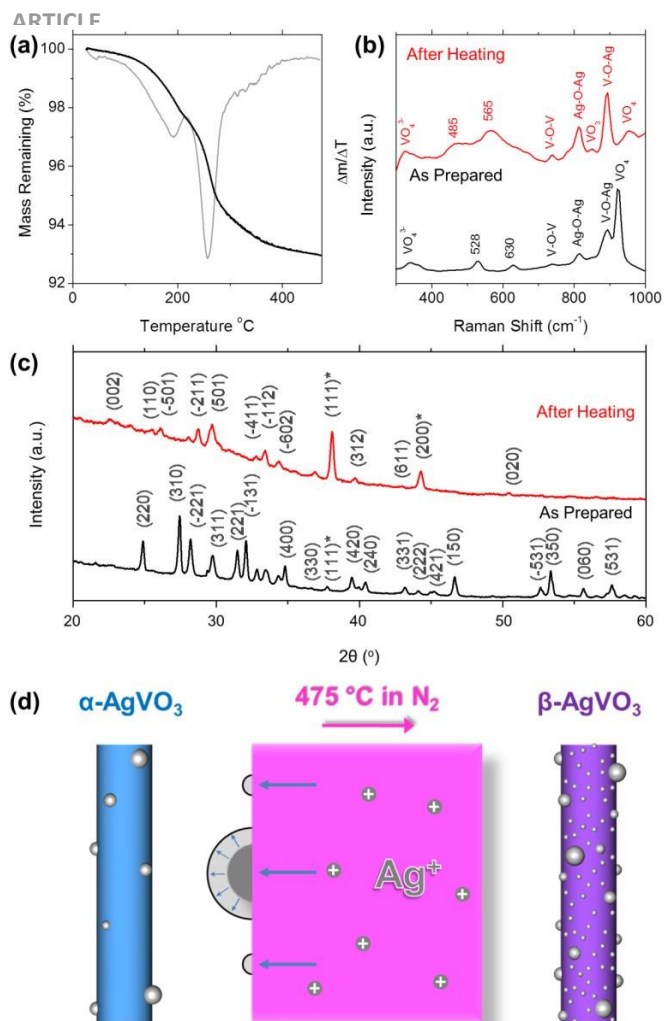 ARTICLE
(a)
100
98
96
94
92
Mass Remaining (%)
Δm/ΔT
0
200
400
Temperature °C
(b)
After Heating
VO₄³⁻
485
565
V-O-V
Ag-O-Ag
VO₃
V-O-Ag
VO₄
As Prepared
VO₄³⁻
528
630
V-O-V
Ag-O-Ag
V-O-Ag
VO₄
Intensity (a.u.)
400
600
800
1000
Raman Shift (cm⁻¹)
(c)
(002)
(110)
(-501)
(-211)
(501)
(-411)
(-112)
(-602)
(111)*
(312)
(611)
(200)*
(020)
After Heating
As Prepared
(220)
(310)
(-221)
(311)
(221)
(-131)
(400)
(330)
(111)*
(420)
(240)
(331)
(222)
(421)
(150)
(-531)
(350)
(060)
(531)
Intensity (a.u.)
20
30
40
50
60
2θ (°)
(d)
α-AgVO₃
475 °C in N₂
β-AgVO₃
+
+
+
Ag⁺
+
+
+
+